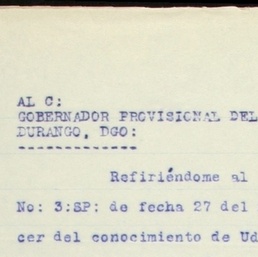 AL C:
GOBERNADOR PROVISIONAL DEL
DURANGO, DGO:
-------------
Refiriéndome al
No: 3:SP: de fecha 27 del
cer del conocimiento de Ud